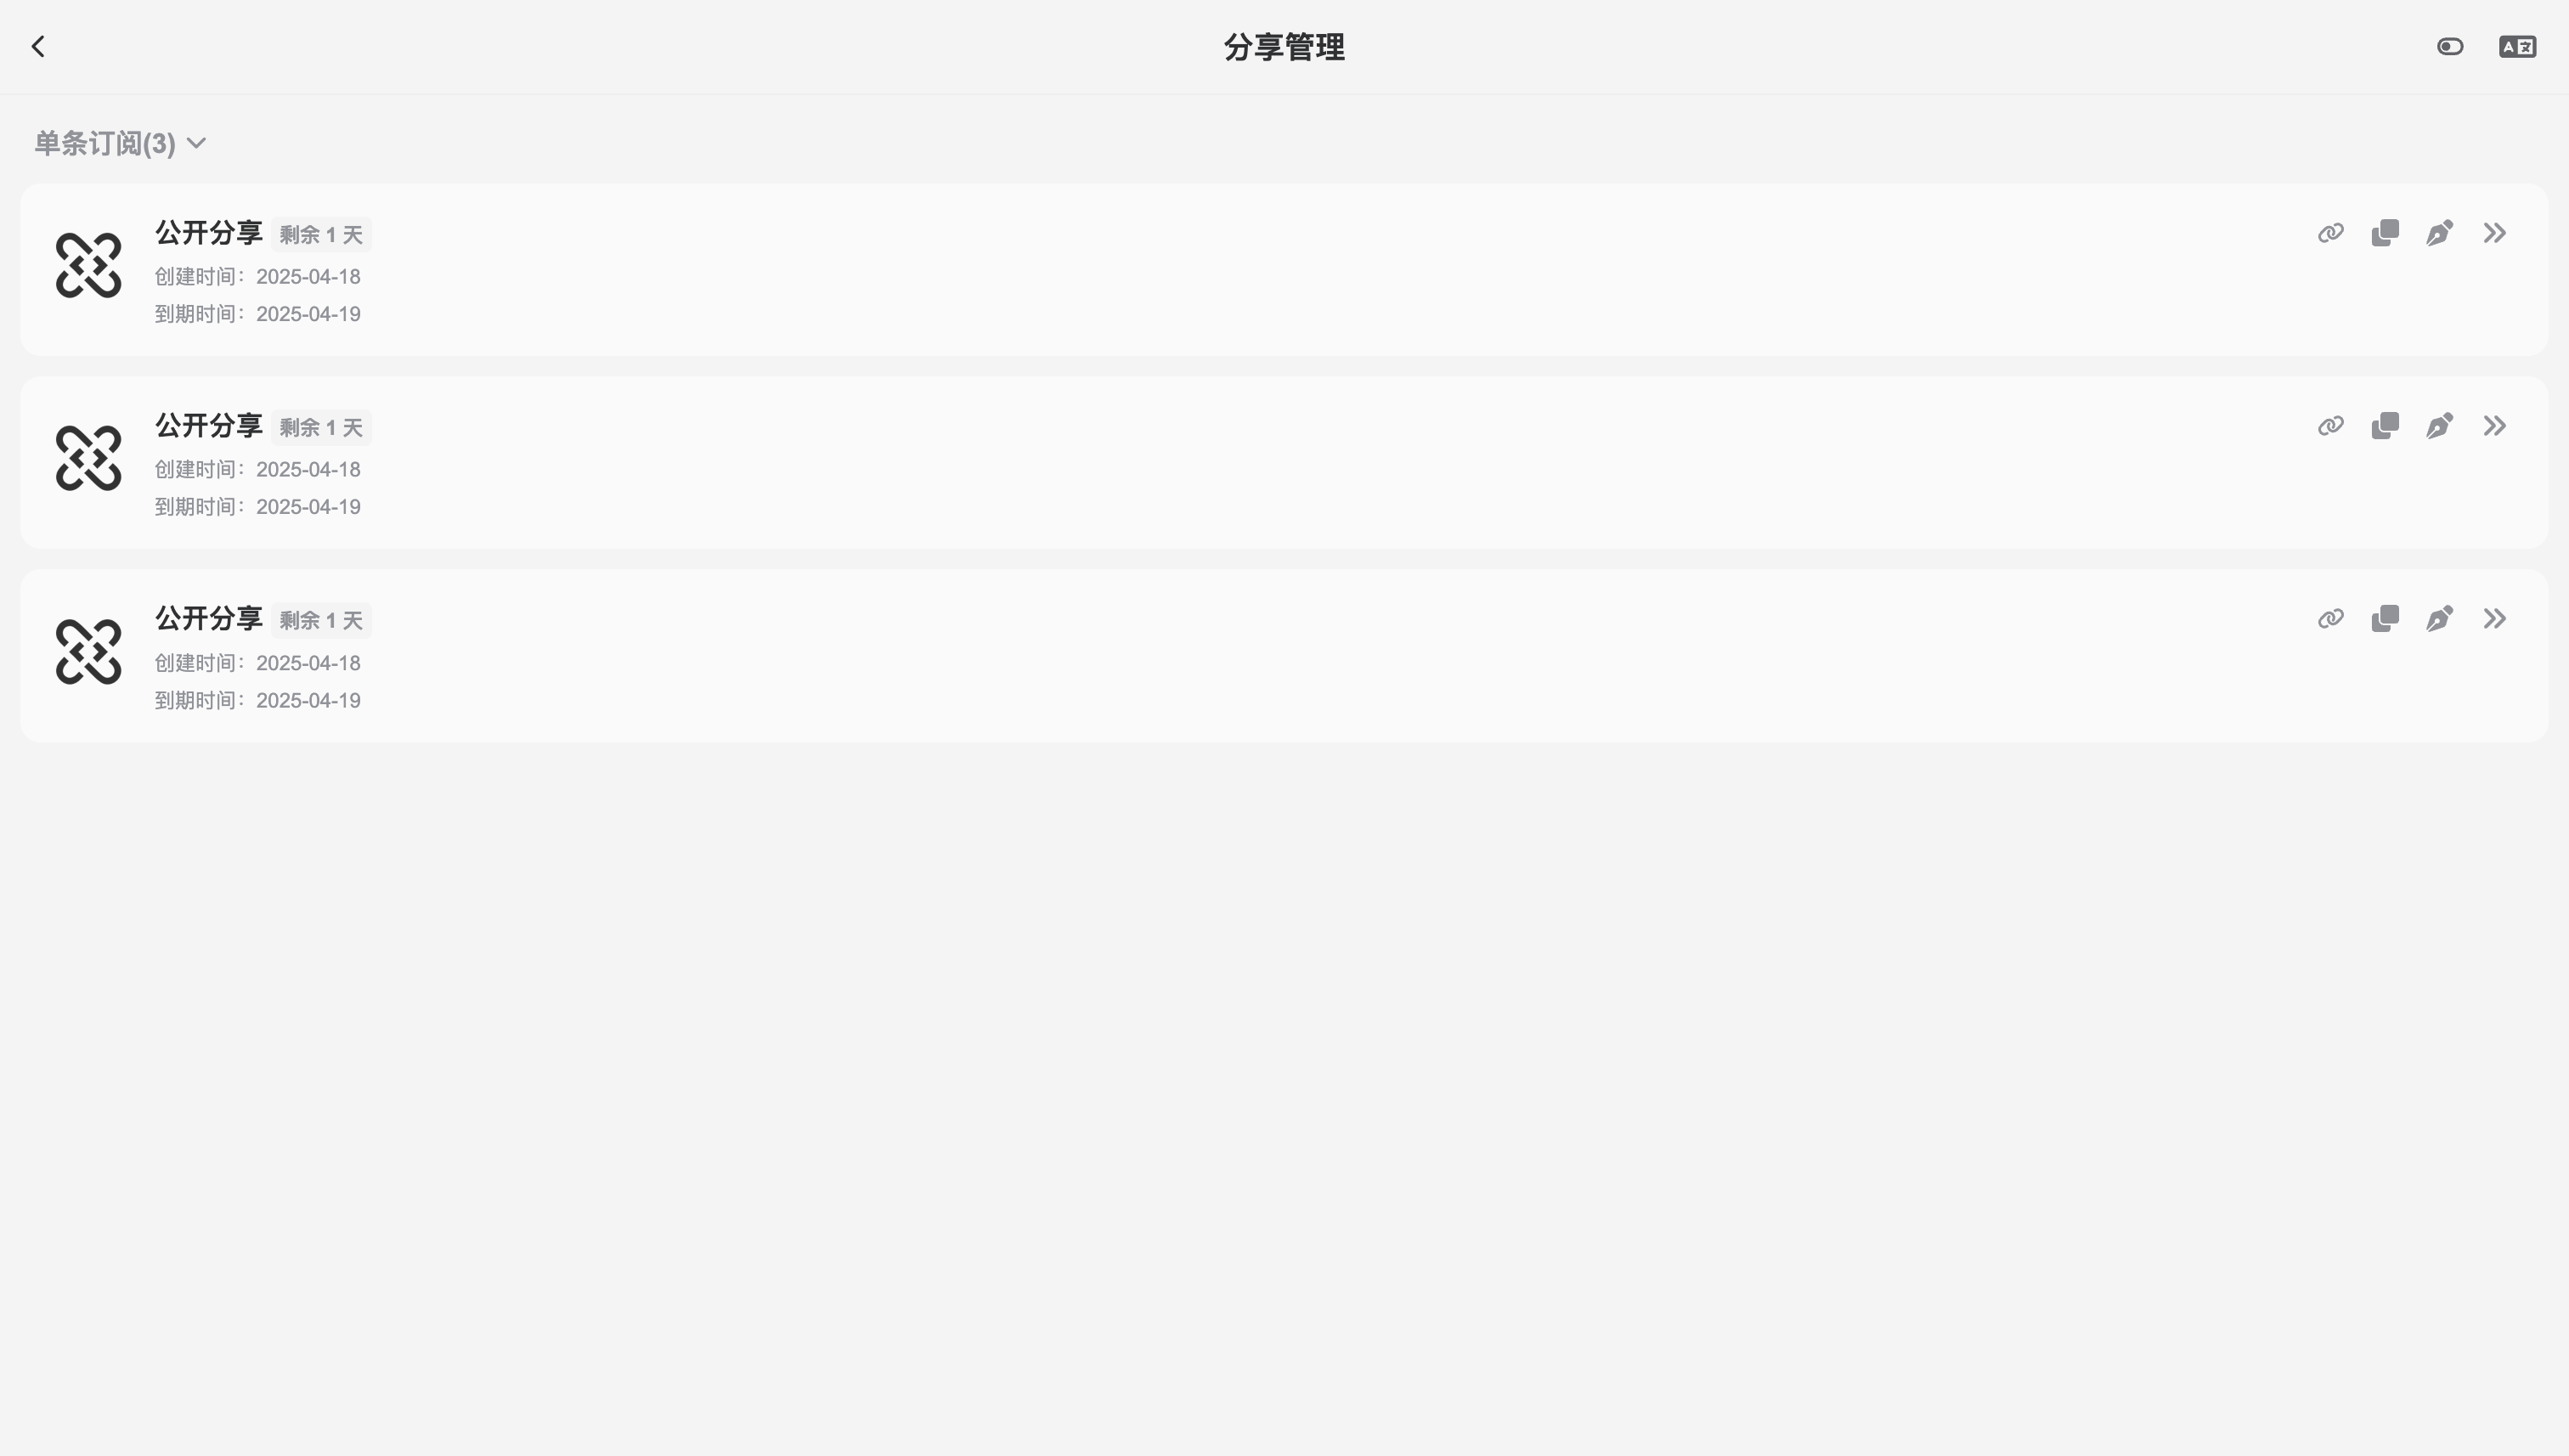 分享管理
A文
单条订阅(3)
公开分享 剩余 1 天
创建时间：2025-04-18
到期时间：2025-04-19
公开分享 剩余 1 天
创建时间：2025-04-18
到期时间：2025-04-19
公开分享 剩余 1 天
创建时间：2025-04-18
到期时间：2025-04-19